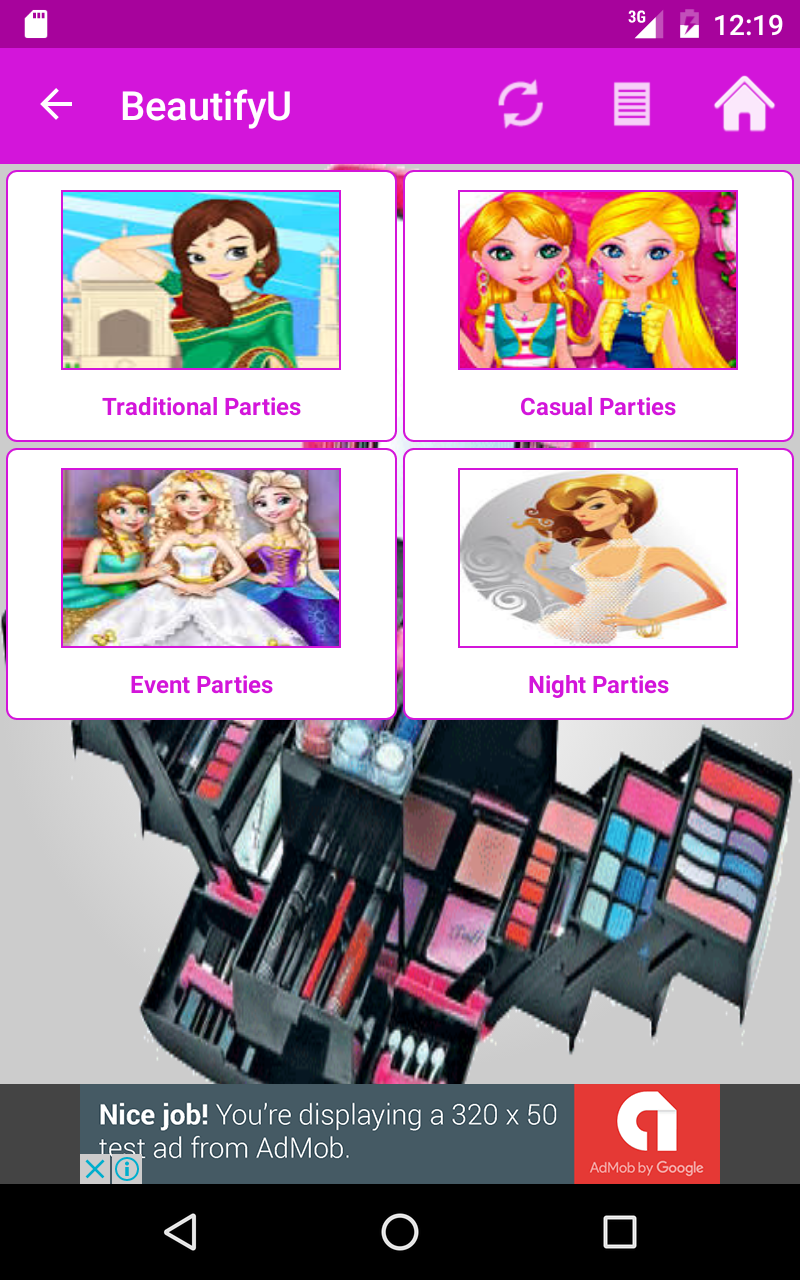 3G 12:19
BeautifyU
Traditional Parties
Casual Parties
Event Parties
Night Parties
Nice job! You're displaying a 320 x 50
test ad from AdMob.
AdMob by Google